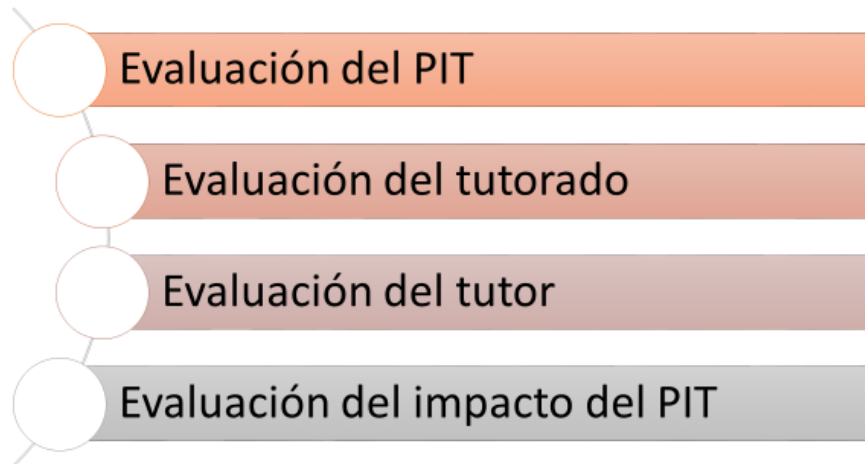 Evaluación del PIT
Evaluación del tutorado
Evaluación del tutor
Evaluación del impacto del PIT